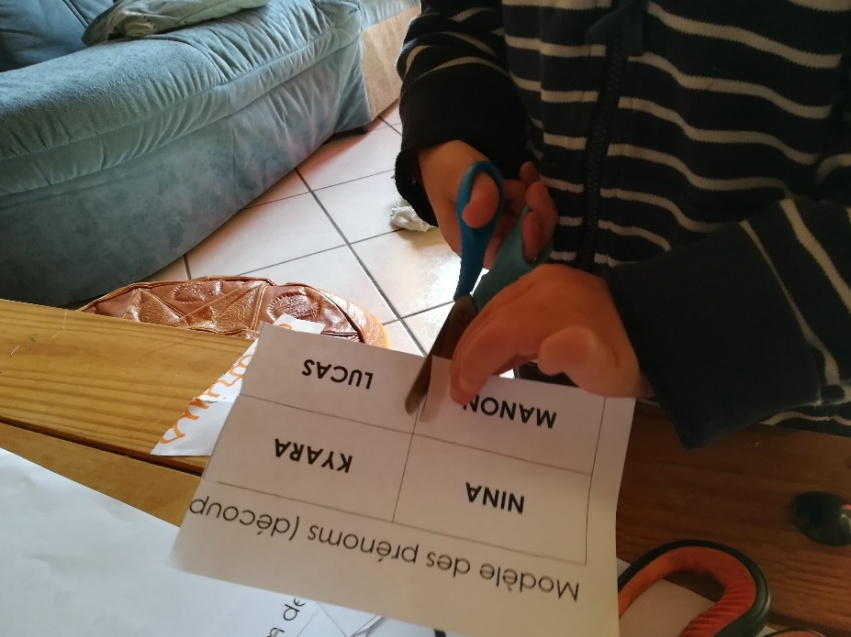 Modèle des prénoms (découp
NINA KYARA
MANON LUCAS